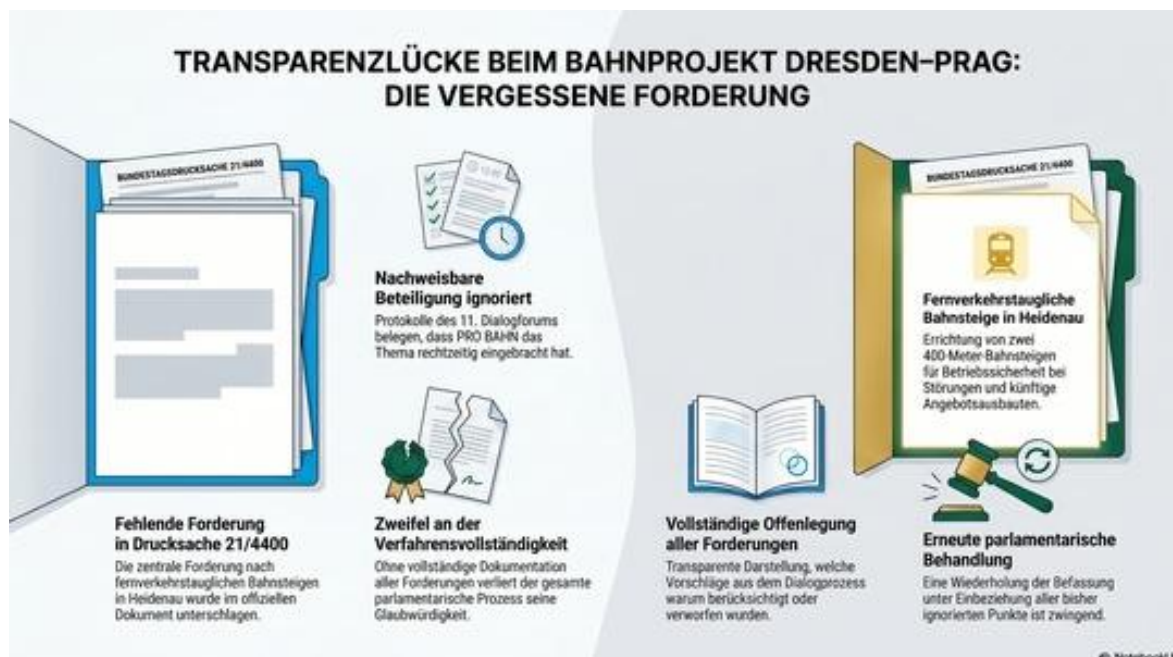 TRANSPARENZLÜCKE BEIM BAHNPROJEKT DRESDEN–PRAG:
DIE VERGESSENE FORDERUNG
BUNDESTAGSDRUCKSACHE 21/4400
Fehlende Forderung
in Drucksache 21/4400
Die zentrale Forderung nach
fernverkehrstauglichen Bahnsteigen
in Heidenau wurde im offiziellen
Dokument unterschlagen.
Nachweisbare
Beteiligung ignoriert
Protokolle des 11. Dialogforums
belegen, dass PRO BAHN das
Thema rechtzeitig eingebracht hat.
Zweifel an der
Verfahrensvollständigkeit
Ohne vollständige Dokumentation
aller Forderungen verliert der gesamte
parlamentarische Prozess seine
Glaubwürdigkeit.
Vollständige Offenlegung
aller Forderungen
Transparente Darstellung, welche
Vorschläge aus dem Dialogprozess
warum berücksichtigt oder
verworfen wurden.
BUNDESTAGSDRUCKSACHE 21/4400
Fernverkehrstaugliche
Bahnsteige in Heidenau
Errichtung von zwei
400-Meter-Bahnsteigen
für Betriebssicherheit bei
Störungen und künftige
Angebotsausbauten.
Erneute parlamentarische
Behandlung
Eine Wiederholung der Befassung
unter Einbeziehung aller bisher
ignorierten Punkte ist zwingend.